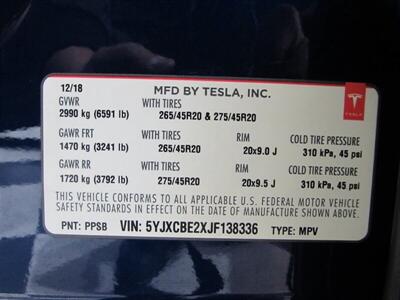 12/18 MFD BY TESLA, INC.
GVWR WITH TIRES
2990 kg (6591 lb) 265/45R20 & 275/45R20
TESLA
GAWR FRT WITH TIRES RIM COLD TIRE PRESSURE
1470 kg (3241 lb) 265/45R20 20x9.0 J 310 kPa, 45 psi
GAWR RR WITH TIRES RIM COLD TIRE PRESSURE
1720 kg (3792 lb) 275/45R20 20x9.5 J 310 kPa, 45 psi
THIS VEHICLE CONFORMS TO ALL APPLICABLE U.S. FEDERAL MOTOR VEHICLE
SAFETY STANDARDS IN EFFECT ON THE DATE OF MANUFACTURE SHOWN ABOVE.
PNT: PPSB VIN: 5YJXCBE2XJF138336 TYPE: MPV